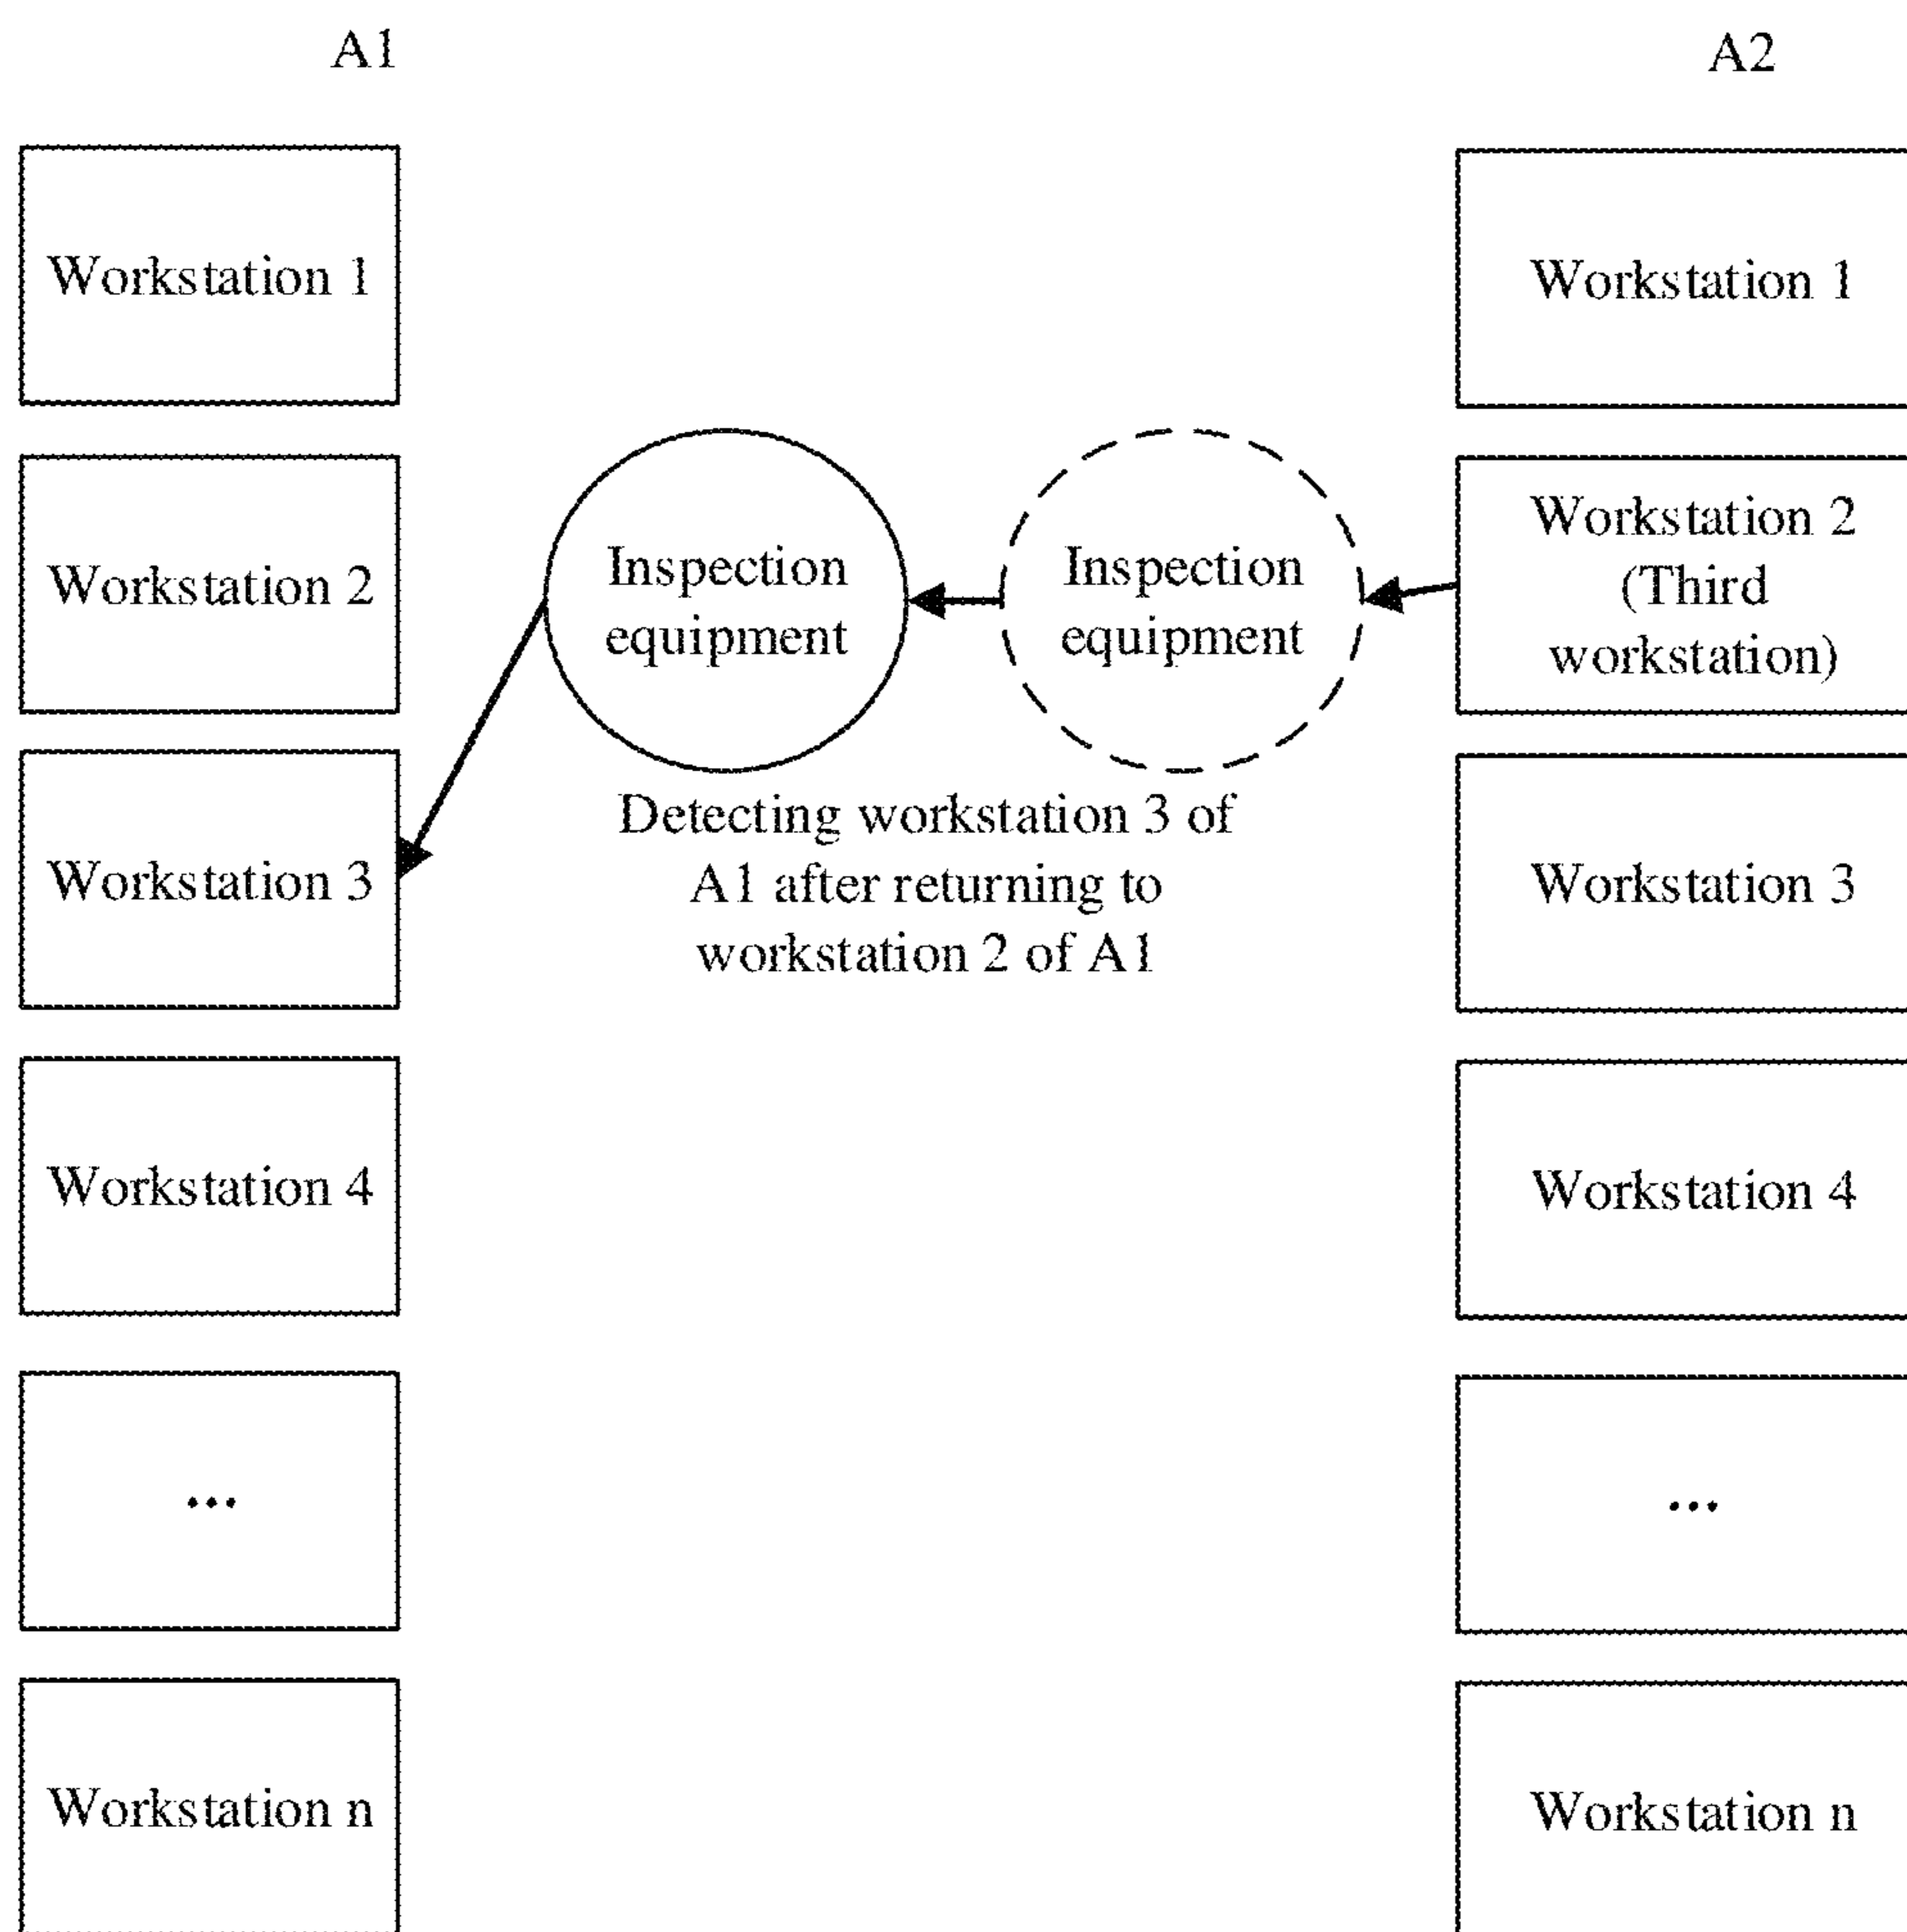 A1
A2
Workstation 1
Workstation 2
Workstation 3
Workstation 4
...
Workstation n
Inspection
equipment
Inspection
equipment
Detecting workstation 3 of
A1 after returning to
workstation 2 of A1
Workstation 1
Workstation 2
(Third
workstation)
Workstation 3
Workstation 4
...
Workstation n